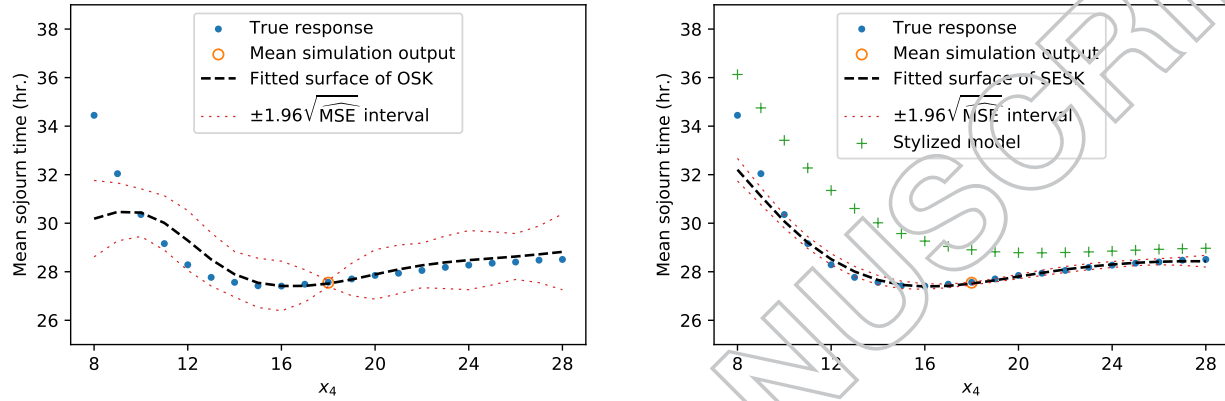 38
36
34
32
30
28
26
Mean sojourn time (hr.)
True response
Mean simulation output
Fitted surface of OSK
±1.96√MSE interval
8 12 16 20 24 28
x₄
38
36
34
32
30
28
26
Mean sojourn time (hr.)
True response
Mean simulation output
Fitted surface of SESK
±1.96√MSE interval
Stylized model
8 12 16 20 24 28
x₄
NUSCRI